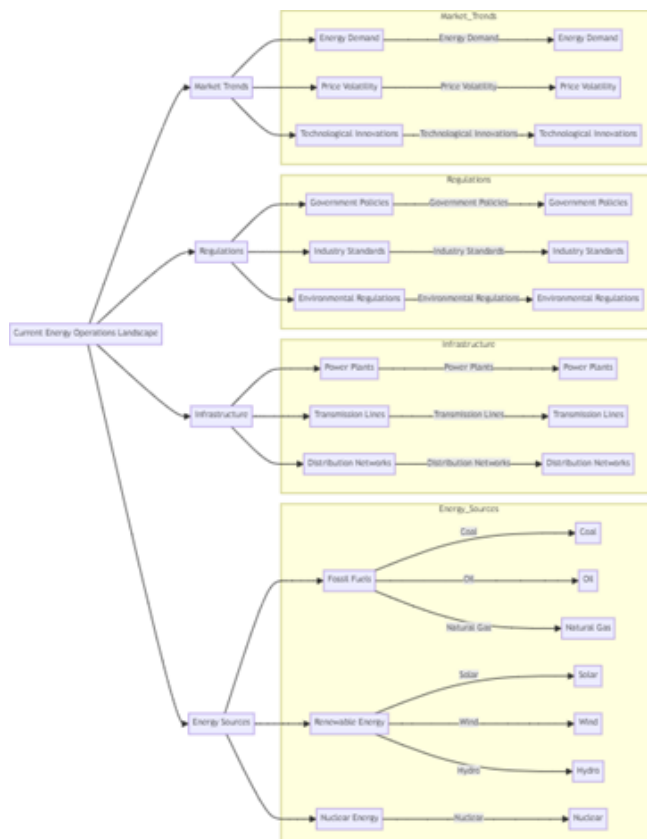 Market_Trends
Energy Demand Energy Demand Energy Demand
Market Trends
Price Volatility Price Volatility Price Volatility
Technological Innovations Technological Innovations Technological Innovations
Regulations
Government Policies Government Policies Government Policies
Regulations
Industry Standards Industry Standards Industry Standards
Environmental Regulations Environmental Regulations Environmental Regulations
Current Energy Operations Landscape
Infrastructure
Power Plants Power Plants Power Plants
Infrastructure
Transmission Lines Transmission Lines Transmission Lines
Distribution Networks Distribution Networks Distribution Networks
Energy_Sources
Coal Coal
Fossil Fuels Oil Oil
Natural Gas Natural Gas
Solar Solar
Energy Sources
Renewable Energy Wind Wind
Hydro Hydro
Nuclear Energy Nuclear Nuclear